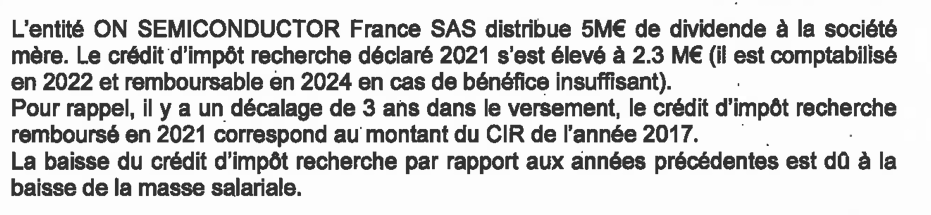 L'entité ON SEMICONDUCTOR France SAS distribue 5M€ de dividende à la société
mère. Le crédit d'impôt recherche déclaré 2021 s'est élevé à 2.3 M€ (il est comptabilisé
en 2022 et remboursable en 2024 en cas de bénéfice insuffisant).
Pour rappel, il y a un décalage de 3 ans dans le versement, le crédit d'impôt recherche
remboursé en 2021 correspond au montant du CIR de l'année 2017.
La baisse du crédit d'impôt recherche par rapport aux années précédentes est dû à la
baisse de la masse salariale.